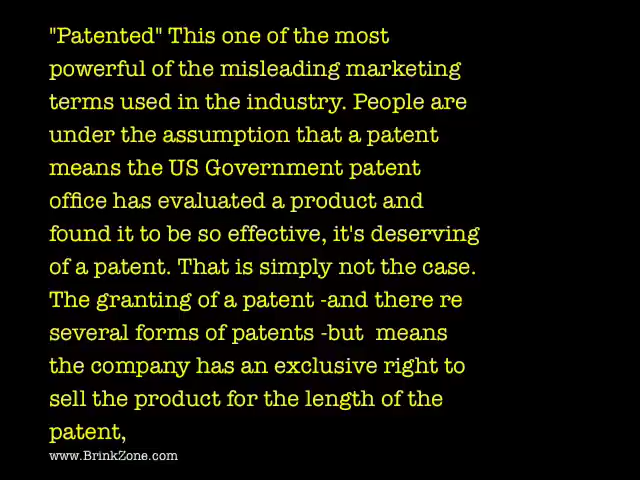 "Patented" This one of the most
powerful of the misleading marketing
terms used in the industry. People are
under the assumption that a patent
means the US Government patent
office has evaluated a product and
found it to be so effective, it's deserving
of a patent. That is simply not the case.
The granting of a patent -and there re
several forms of patents -but  means
the company has an exclusive right to
sell the product for the length of the
patent,
www.BrinkZone.com